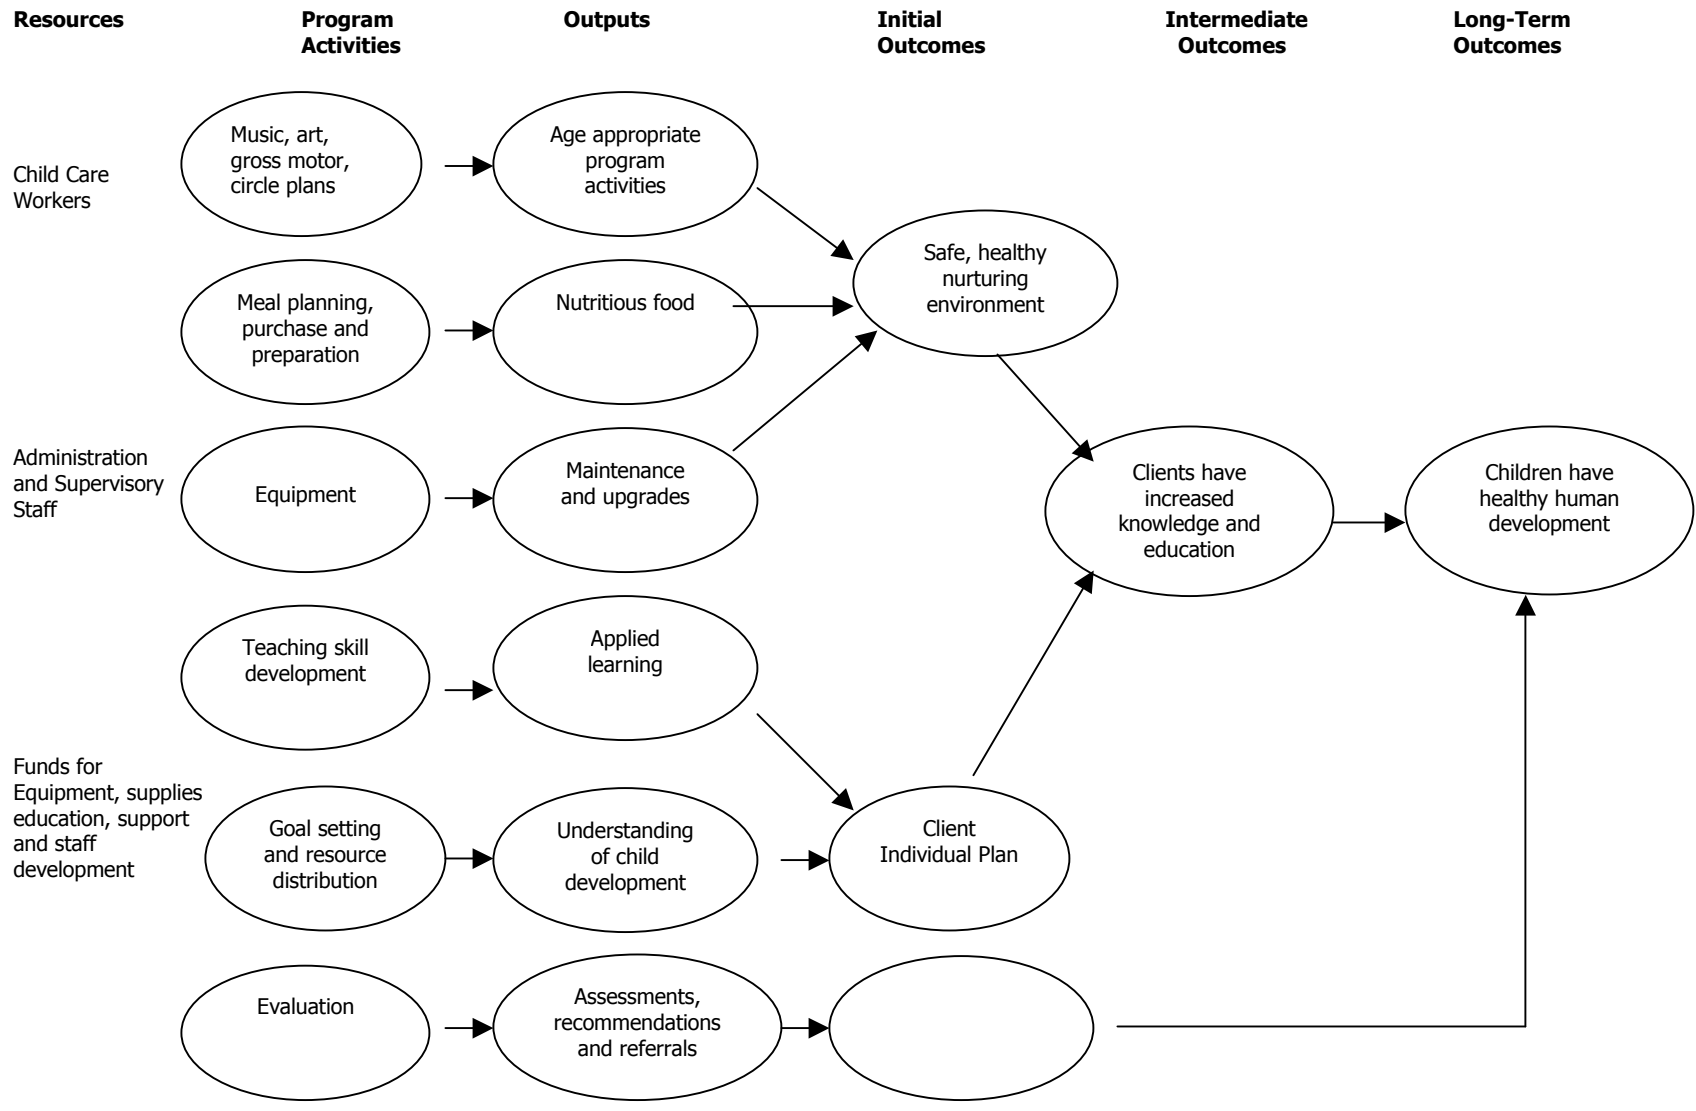 Resources
Program
Activities
Outputs
Initial
Outcomes
Intermediate
Outcomes
Long-Term
Outcomes
Child Care
Workers
Music, art,
gross motor,
circle plans
Age appropriate
program
activities
Safe, healthy
nurturing
environment
Meal planning,
purchase and
preparation
Nutritious food
Administration
and Supervisory
Staff
Equipment
Maintenance
and upgrades
Clients have
increased
knowledge and
education
Children have
healthy human
development
Teaching skill
development
Applied
learning
Funds for
Equipment, supplies
education, support
and staff
development
Goal setting
and resource
distribution
Understanding
of child
development
Client
Individual Plan
Evaluation
Assessments,
recommendations
and referrals